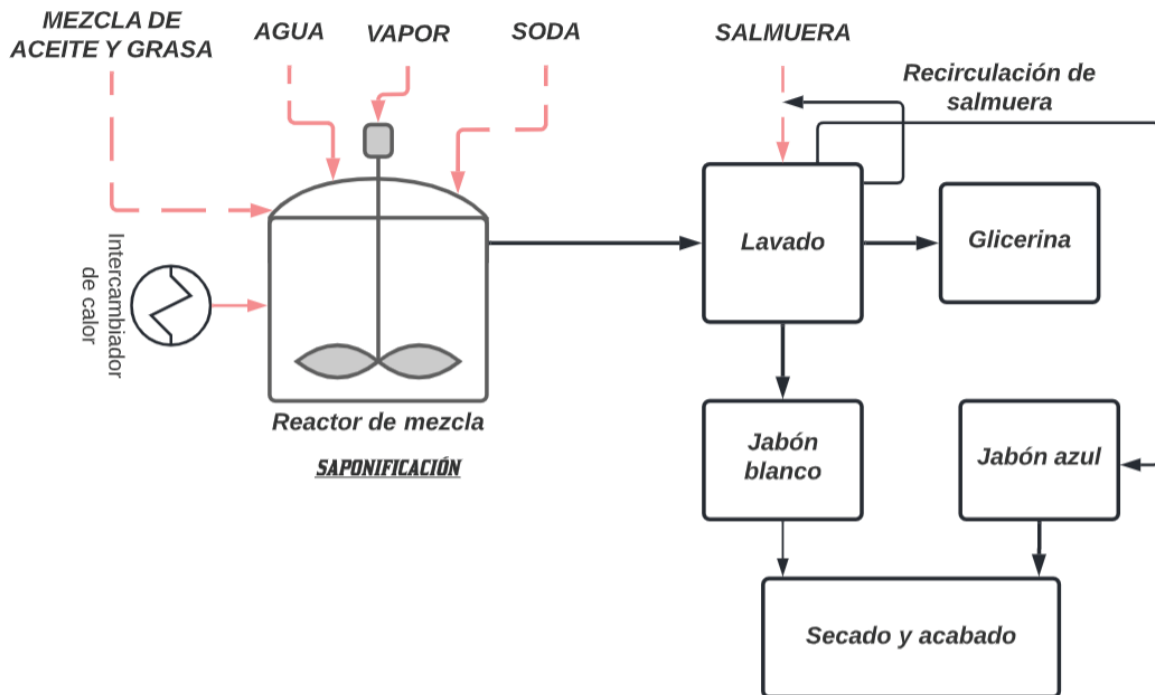 MEZCLA DE
ACEITE Y GRASA
AGUA
VAPOR
SODA
SALMUERA
Recirculación de
salmuera
Intercambiador
de calor
Lavado
Glicerina
Reactor de mezcla
SAPONIFICACIÓN
Jabón
blanco
Jabón azul
Secado y acabado